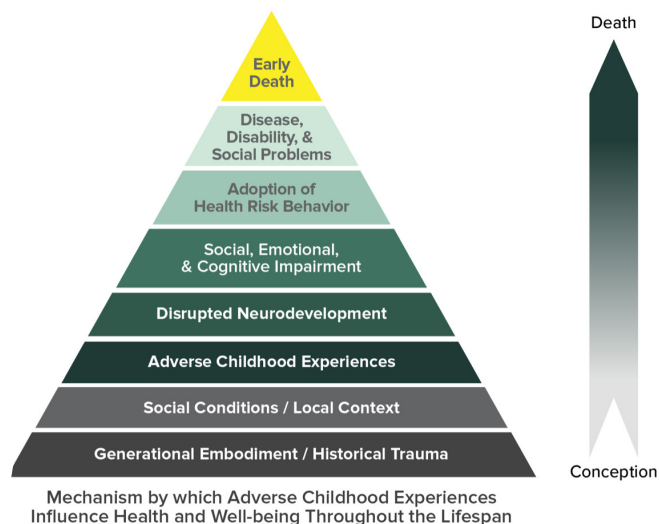 Death
Early
Death
Disease,
Disability, &
Social Problems
Adoption of
Health Risk Behavior
Social, Emotional,
& Cognitive Impairment
Disrupted Neurodevelopment
Adverse Childhood Experiences
Social Conditions / Local Context
Generational Embodiment / Historical Trauma
Conception
Mechanism by which Adverse Childhood Experiences
Influence Health and Well-being Throughout the Lifespan